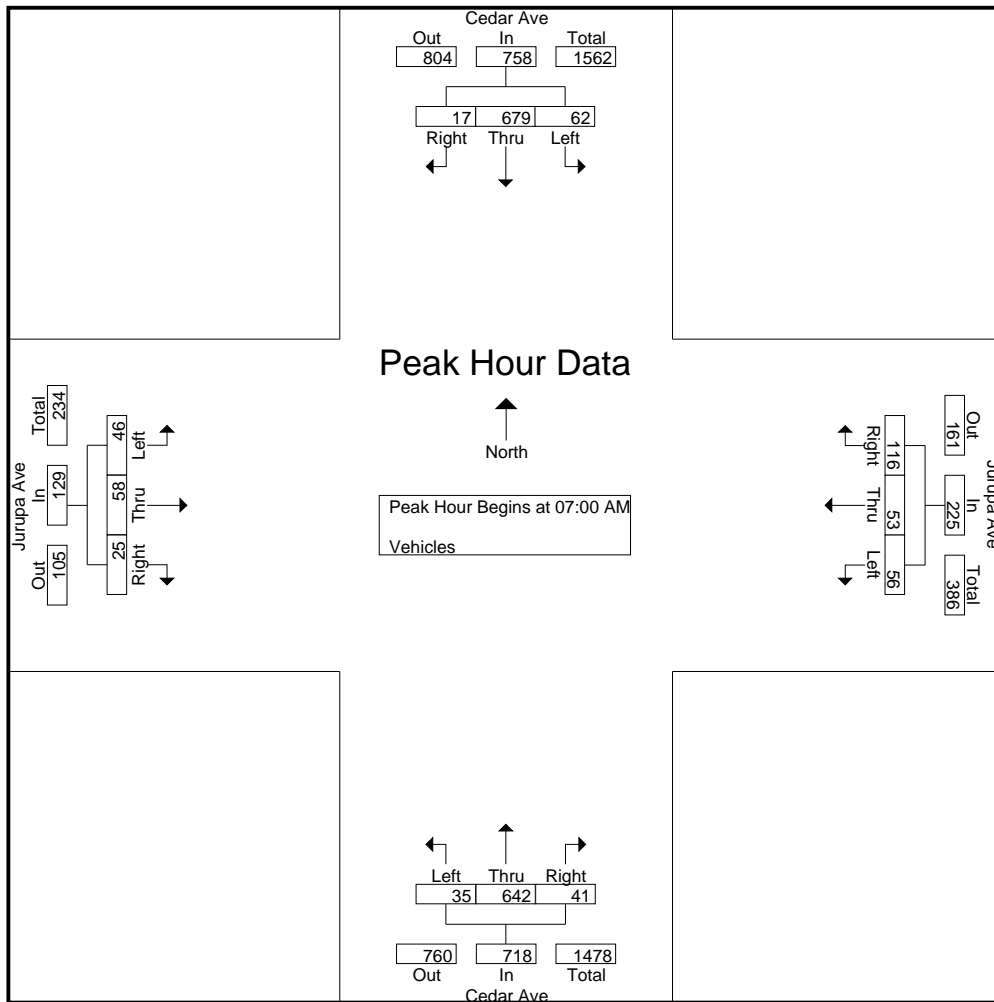 Cedar Ave
Out In Total
804 758 1562
17 679 62
Right Thru Left
Peak Hour Data
North
Peak Hour Begins at 07:00 AM
Vehicles
Jurupa Ave
Total In Out
234 129 105
46 58 25
Left Thru Right
Right Thru Left
116 53 56
161 225 386
Out In Total
Jurupa Ave
Left Thru Right
35 642 41
760 718 1478
Out In Total
Cedar Ave